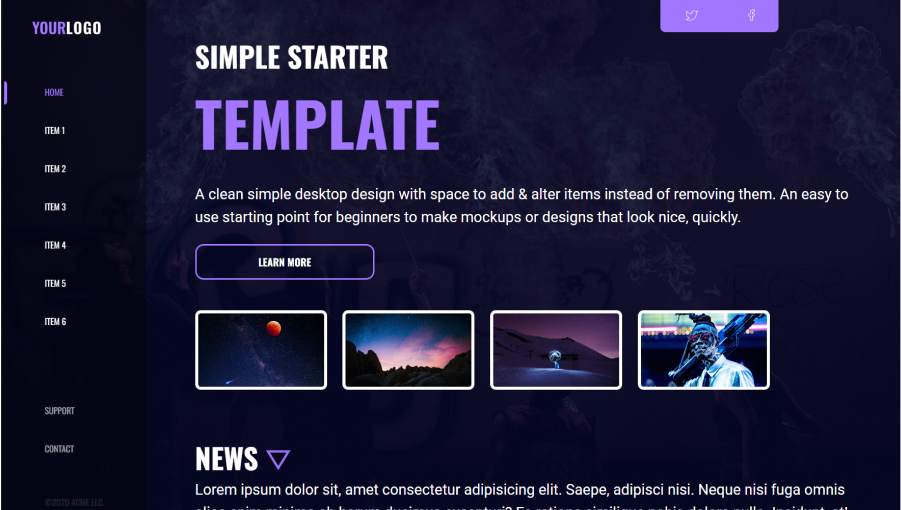 YOURLOGO
HOME
ITEM 1
ITEM 2
ITEM 3
ITEM 4
ITEM 5
ITEM 6
SUPPORT
CONTACT
©2020 ACME LLC.
SIMPLE STARTER
TEMPLATE
A clean simple desktop design with space to add & alter items instead of removing them. An easy to
use starting point for beginners to make mockups or designs that look nice, quickly.
LEARN MORE
NEWS
Lorem ipsum dolor sit, amet consectetur adipisicing elit. Saepe, adipisci nisi. Neque nisi fuga omnis